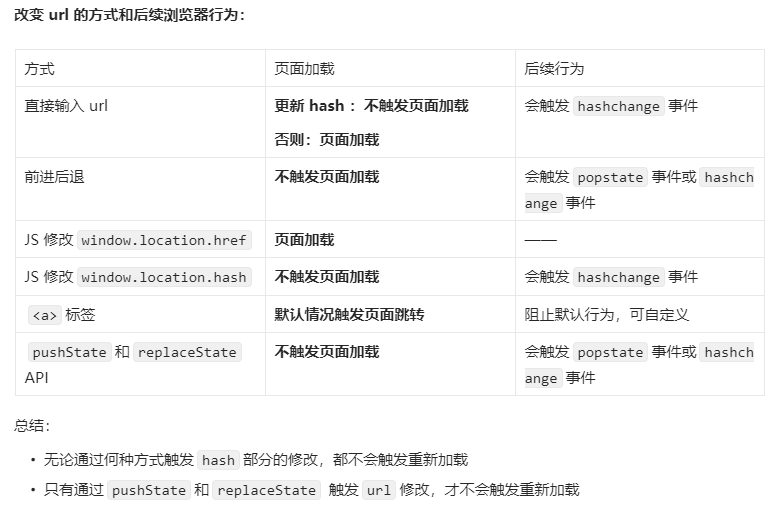 改变 url 的方式和后续浏览器行为：
方式 页面加载 后续行为
直接输入 url
更新 hash ：不触发页面加载
否则：页面加载
会触发 hashchange 事件
前进后退
不触发页面加载
会触发 popstate 事件或 hashch
ange 事件
JS 修改 window.location.href 页面加载 ——
JS 修改 window.location.hash 不触发页面加载 会触发 hashchange 事件
<a> 标签 默认情况触发页面跳转 阻止默认行为，可自定义
pushState 和 replaceState
API
不触发页面加载
会触发 popstate 事件或 hashch
ange 事件
总结：
• 无论通过何种方式触发 hash 部分的修改，都不会触发重新加载
• 只有通过 pushState 和 replaceState 触发 url 修改，才不会触发重新加载